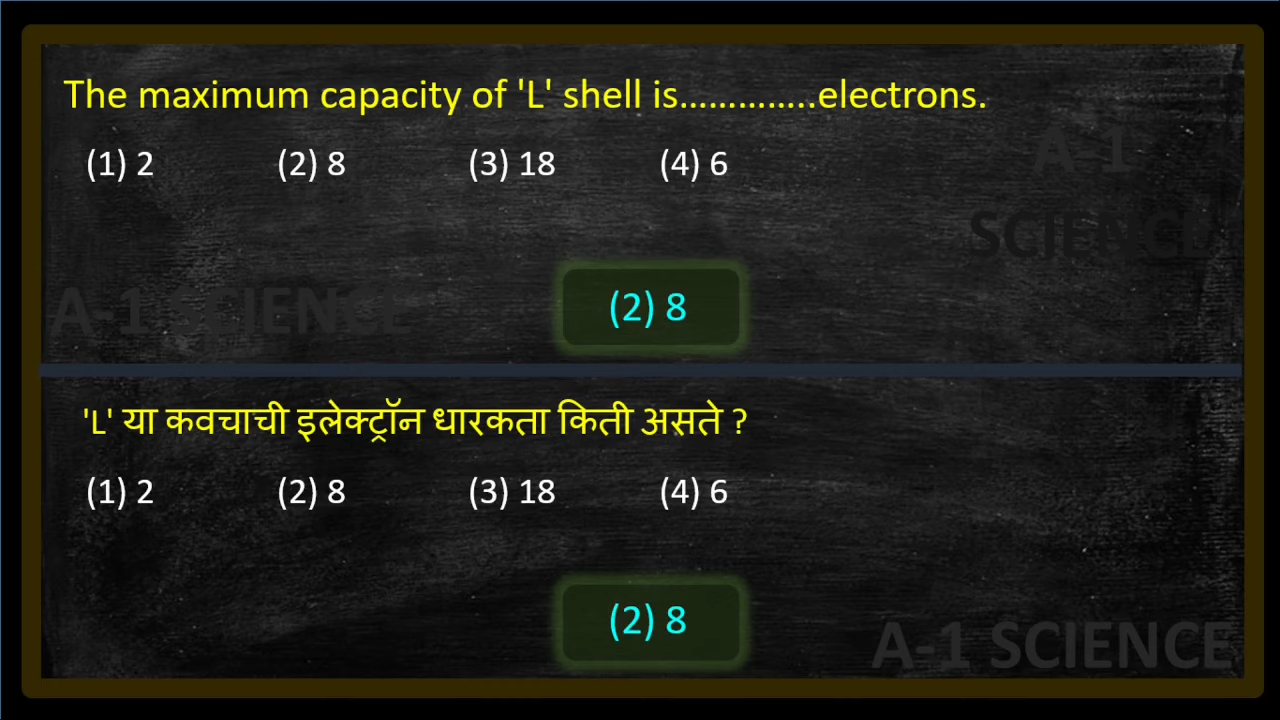 The maximum capacity of 'L' shell is..............electrons.
(1) 2 (2) 8 (3) 18 (4) 6
A-1
SCIENCE
A-1 SCIENCE
(2) 8
'L' या कवचाची इलेक्ट्रॉन धारकता किती असते ?
(1) 2 (2) 8 (3) 18 (4) 6
(2) 8
A-1 SCIENCE